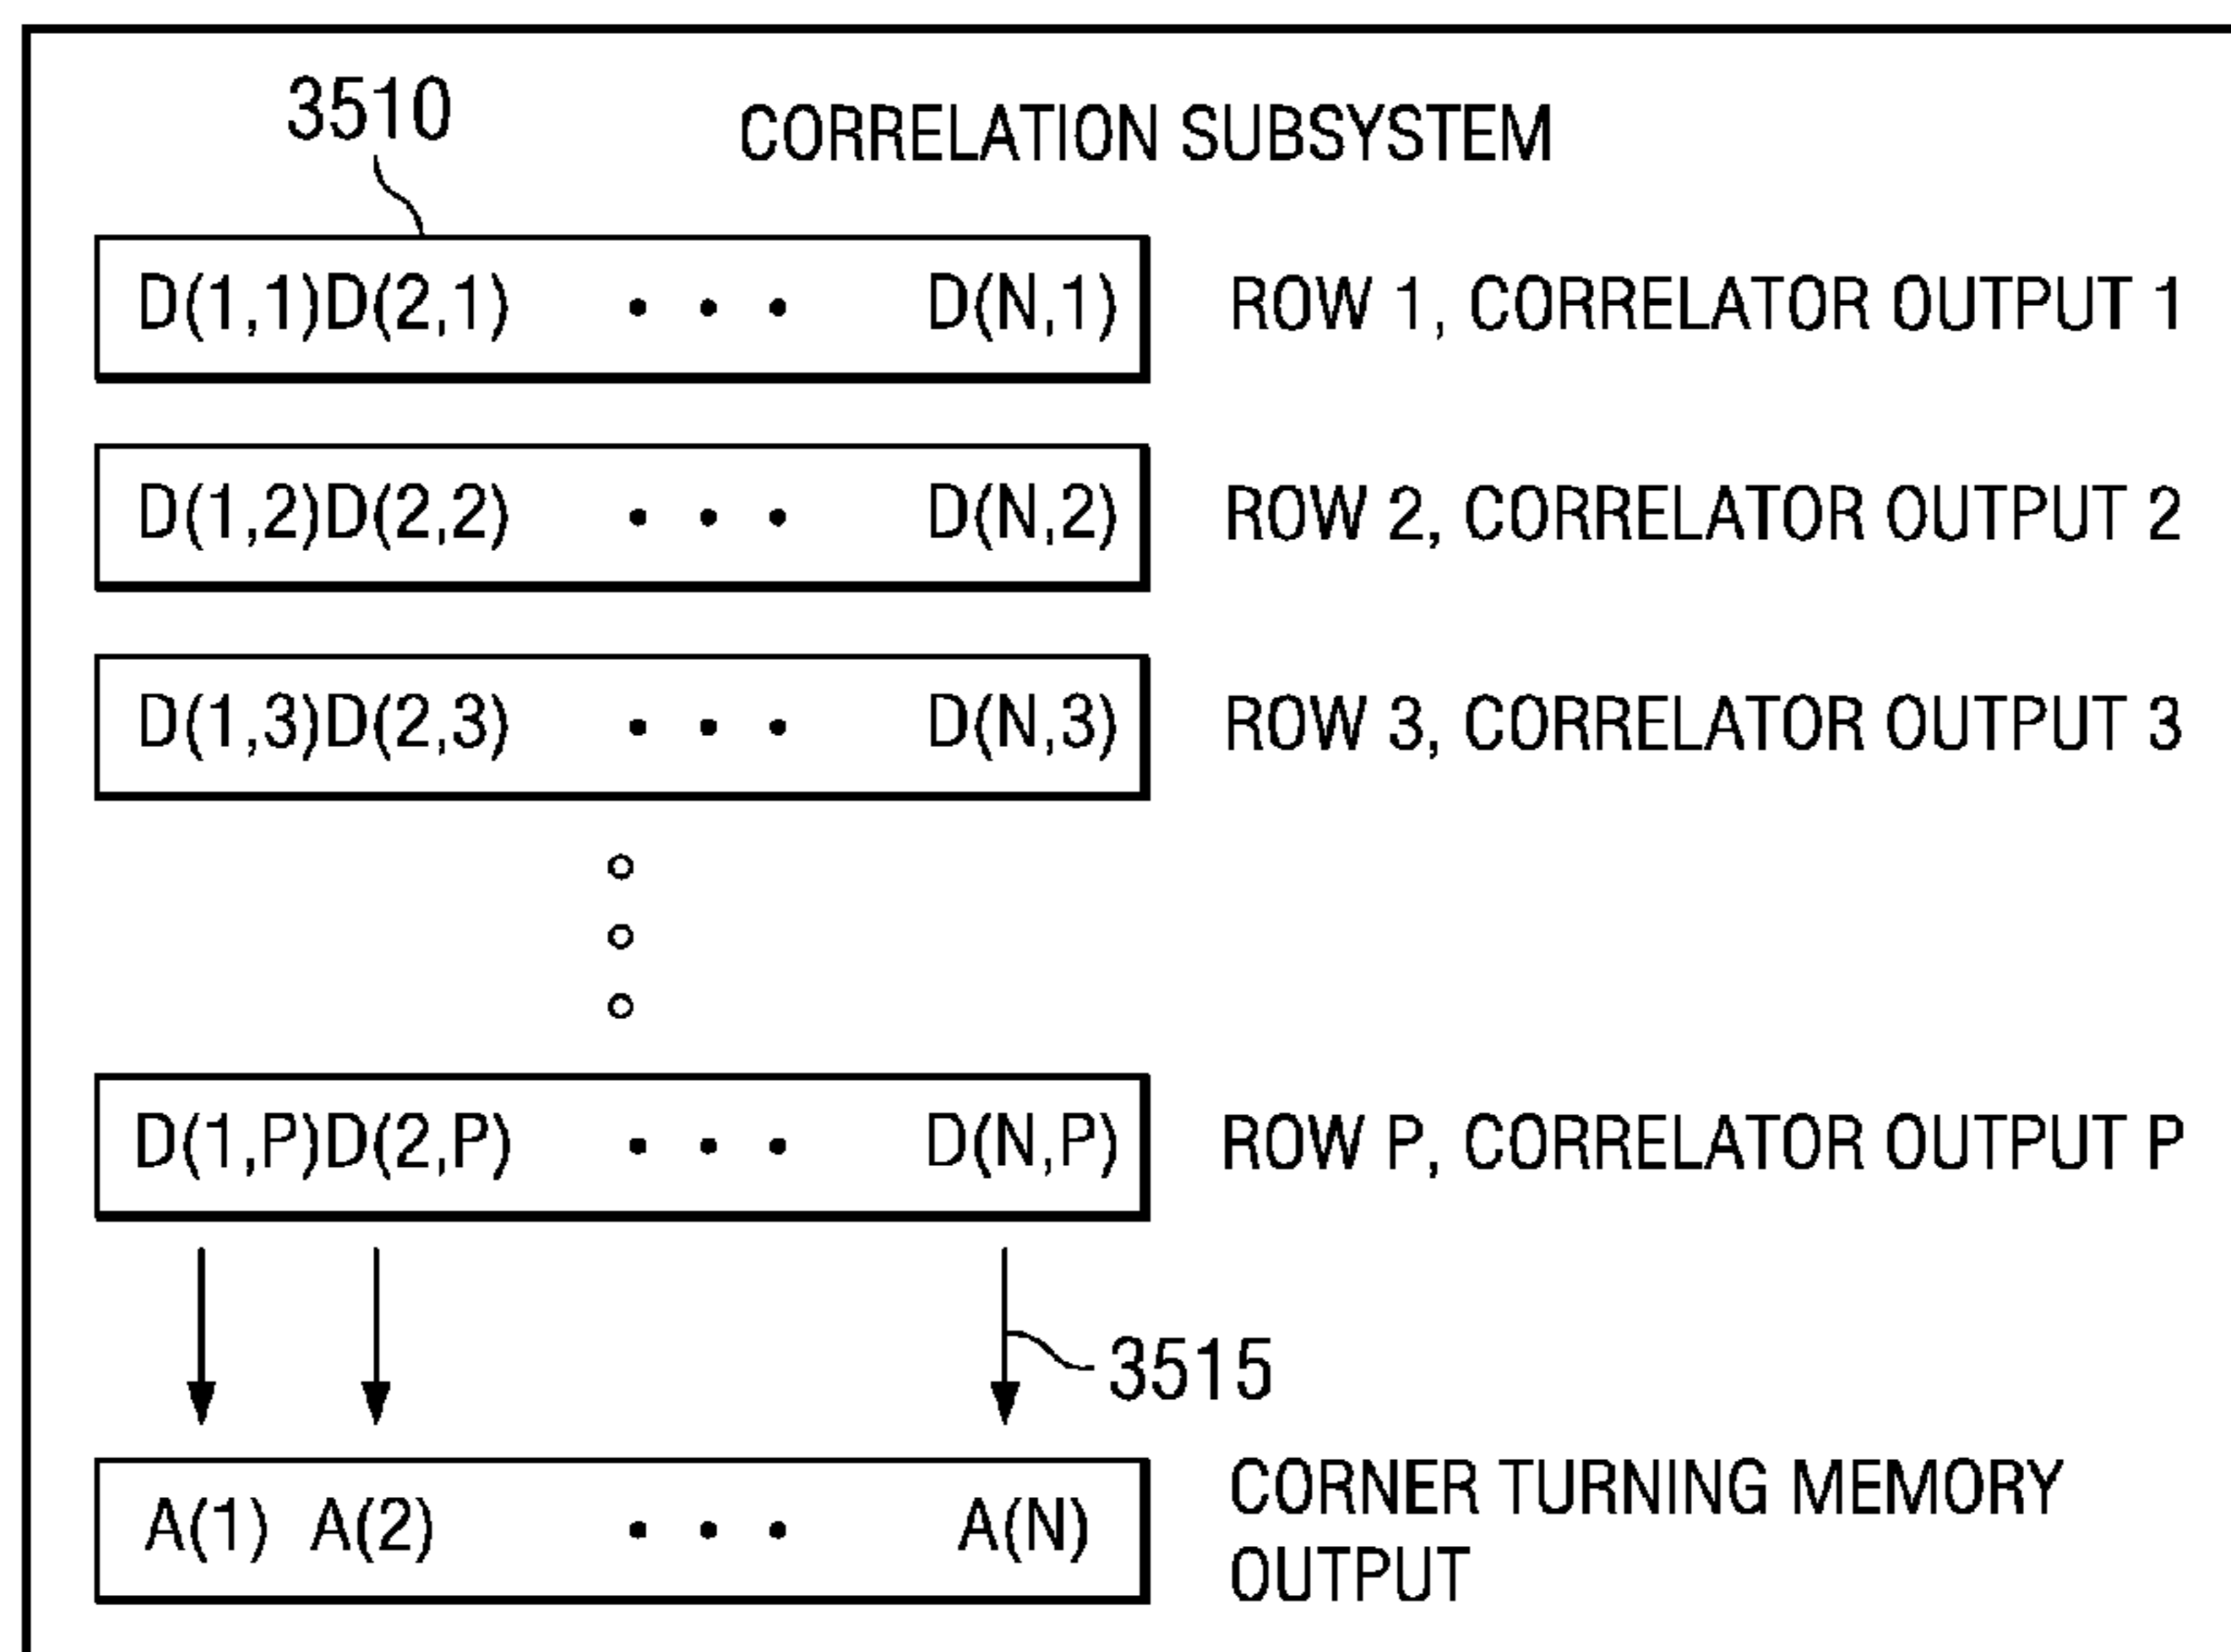 3510
CORRELATION SUBSYSTEM
D(1,1)D(2,1) • • • D(N,1) ROW 1, CORRELATOR OUTPUT 1
D(1,2)D(2,2) • • • D(N,2) ROW 2, CORRELATOR OUTPUT 2
D(1,3)D(2,3) • • • D(N,3) ROW 3, CORRELATOR OUTPUT 3
D(1,P)D(2,P) • • • D(N,P) ROW P, CORRELATOR OUTPUT P
3515
A(1) A(2) • • • A(N)
CORNER TURNING MEMORY
OUTPUT